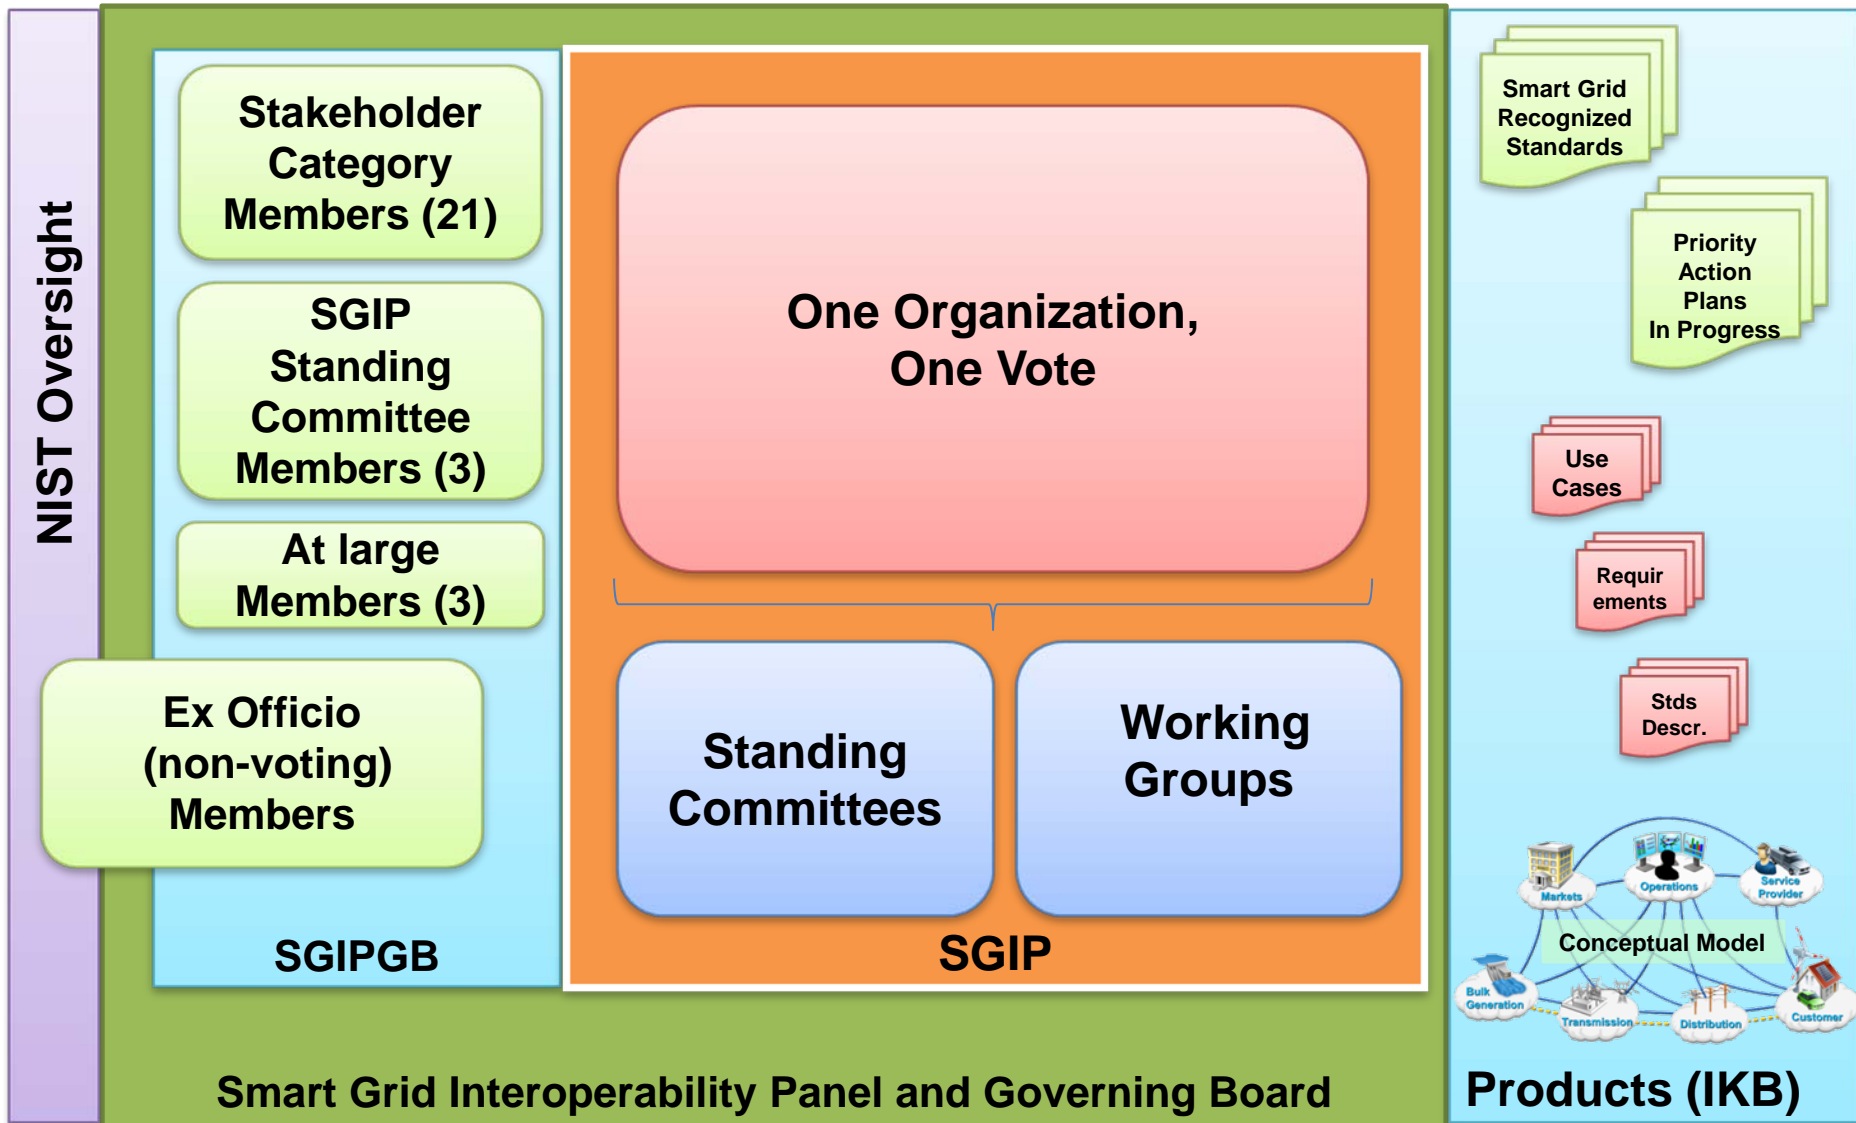 NIST Oversight
Stakeholder
Category
Members (21)
SGIP
Standing
Committee
Members (3)
At large
Members (3)
Ex Officio
(non-voting)
Members
SGIPGB
One Organization,
One Vote
Standing
Committees
Working
Groups
SGIP
Smart Grid Interoperability Panel and Governing Board
Smart Grid
Recognized
Standards
Priority
Action
Plans
In Progress
Use
Cases
Requir
ements
Stds
Descr.
Markets
Operations
Service
Provider
Conceptual Model
Bulk
Generation
Transmission
Distribution
Customer
Products (IKB)